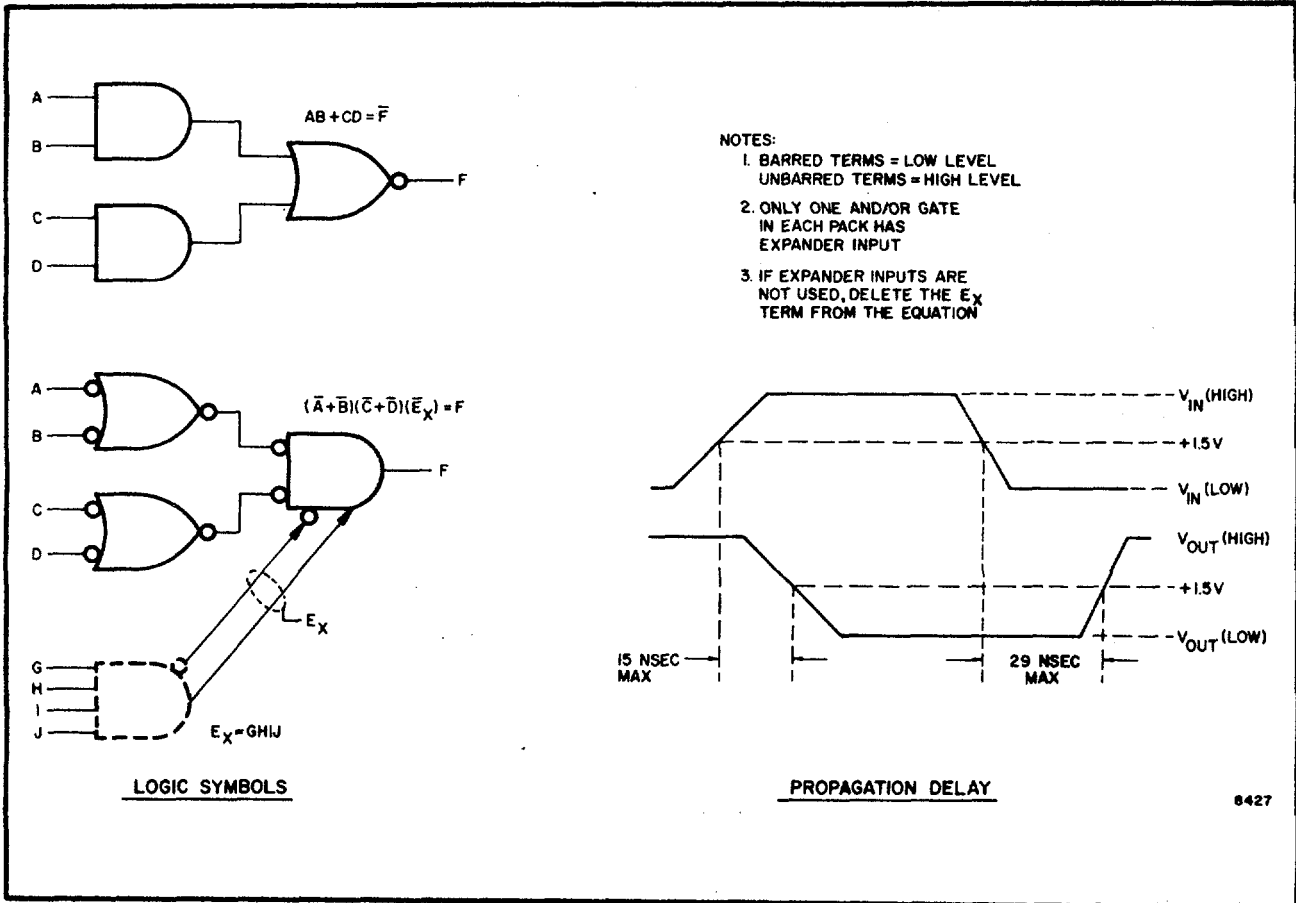 A
B
C
D
AB+CD=F̅
F
A
B
C
D
(A̅+B̅)(C̅+D̅)(E̅X)=F
F
EX
G
H
I
J
EX=GHIJ
LOGIC SYMBOLS
NOTES:
1. BARRED TERMS = LOW LEVEL
UNBARRED TERMS = HIGH LEVEL
2. ONLY ONE AND/OR GATE
IN EACH PACK HAS
EXPANDER INPUT
3. IF EXPANDER INPUTS ARE
NOT USED, DELETE THE EX
TERM FROM THE EQUATION
VIN (HIGH)
+1.5V
VIN (LOW)
VOUT (HIGH)
+1.5V
VOUT (LOW)
15 NSEC
MAX
29 NSEC
MAX
PROPAGATION DELAY
8427